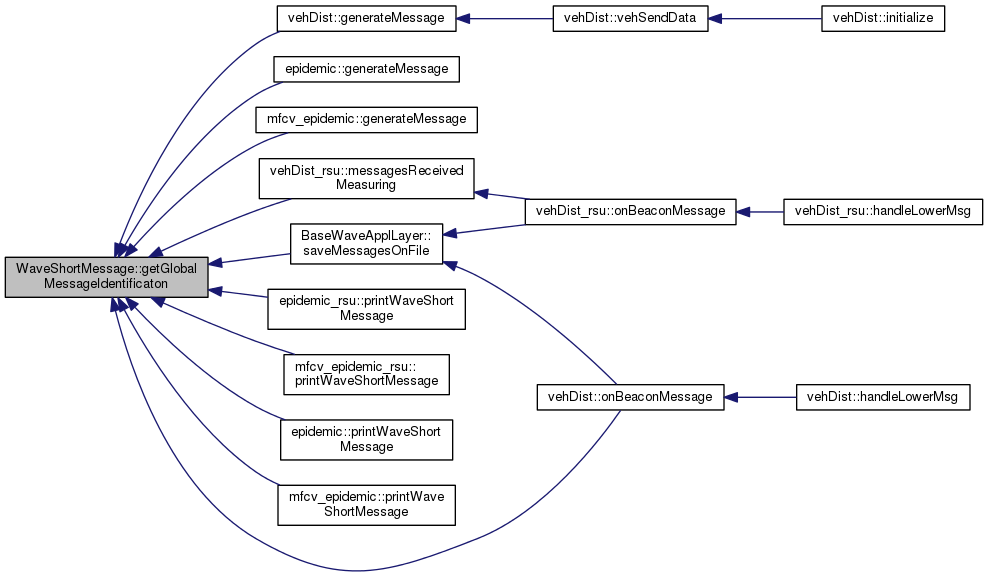 vehDist::generateMessage
vehDist::vehSendData
vehDist::initialize
epidemic::generateMessage
mfcv_epidemic::generateMessage
vehDist_rsu::messagesReceived
Measuring
vehDist_rsu::onBeaconMessage
vehDist_rsu::handleLowerMsg
BaseWaveApplLayer::
saveMessagesOnFile
WaveShortMessage::getGlobal
MessageIdentificaton
epidemic_rsu::printWaveShort
Message
mfcv_epidemic_rsu::
printWaveShortMessage
vehDist::onBeaconMessage
vehDist::handleLowerMsg
epidemic::printWaveShort
Message
mfcv_epidemic::printWave
ShortMessage